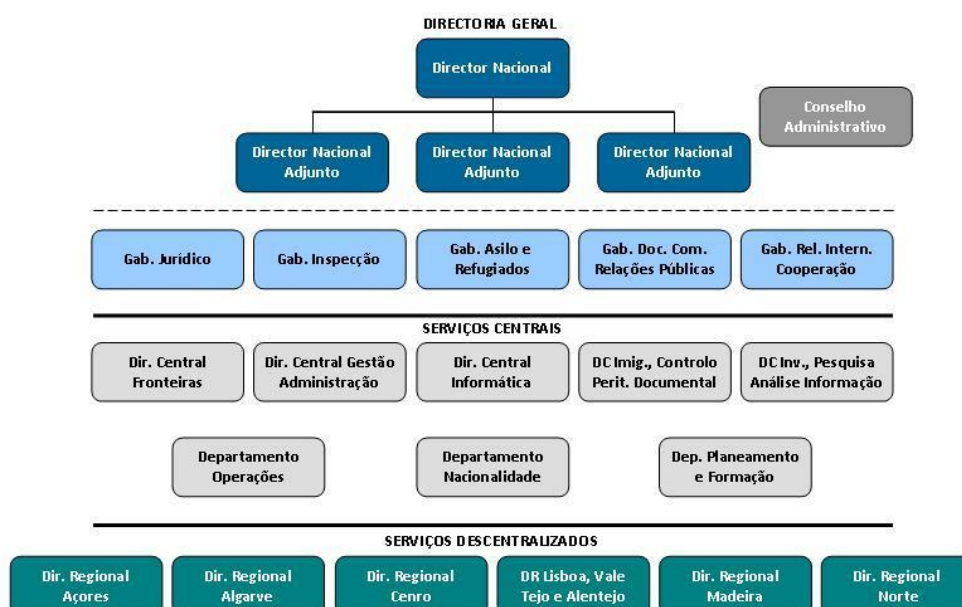 DIRECTORIA GERAL
Director Nacional
Conselho
Administrativo
Director Nacional
Adjunto
Director Nacional
Adjunto
Director Nacional
Adjunto
Gab. Jurídico
Gab. Inspecção
Gab. Asilo e
Refugiados
Gab. Doc. Com.
Relações Públicas
Gab. Rel. Intern.
Cooperação
SERVIÇOS CENTRAIS
Dir. Central
Fronteiras
Dir. Central Gestão
Administração
Dir. Central
Informática
DC Imig., Controlo
Perit. Documental
DC Inv., Pesquisa
Análise Informação
Departamento
Operações
Departamento
Nacionalidade
Dep. Planeamento
e Formação
SERVIÇOS DESCENTRALIZADOS
Dir. Regional
Açores
Dir. Regional
Algarve
Dir. Regional
Cenro
DR Lisboa, Vale
Tejo e Alentejo
Dir. Regional
Madeira
Dir. Regional
Norte